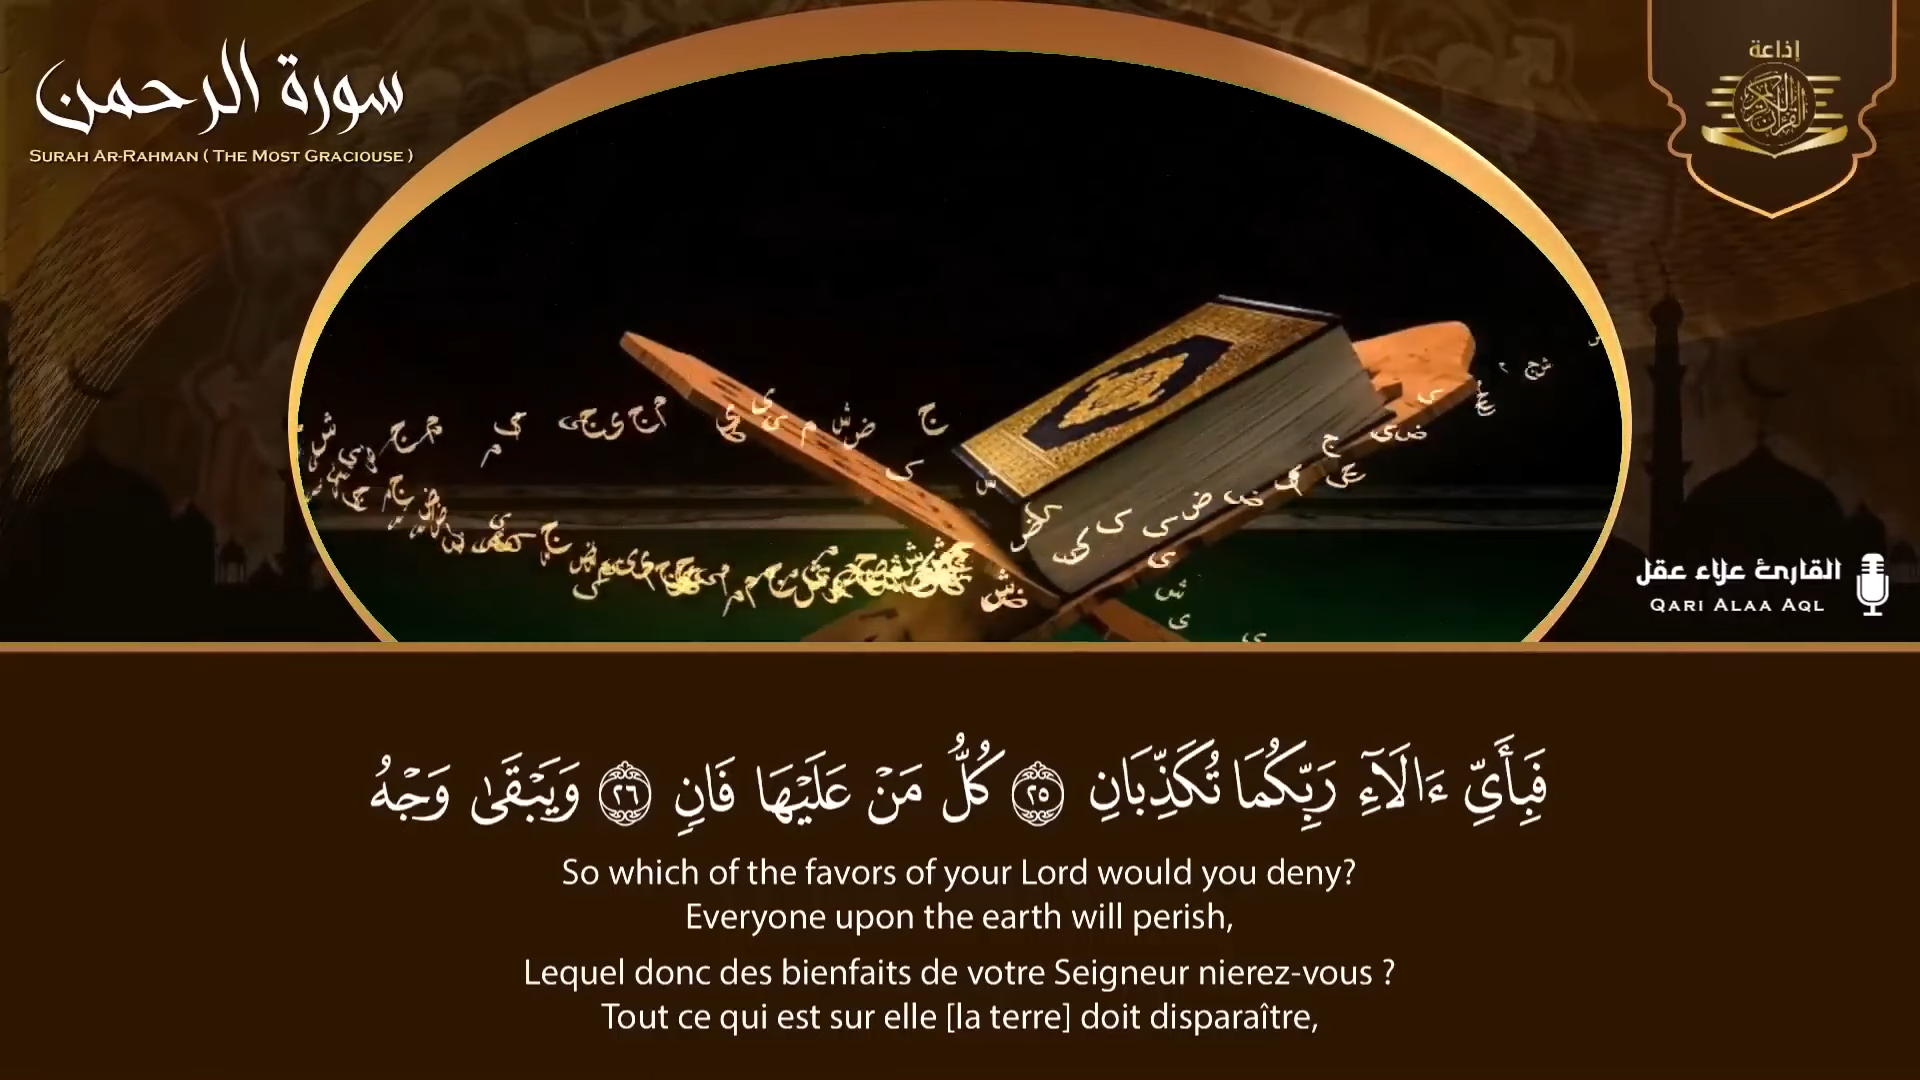 سورة الرحمن
SURAH AR-RAHMAN ( THE MOST GRACIOUSE )
إذاعة
القرآن الكريم
القارئ علاء عقل
QARI ALAA AQL
فَبِأَيِّ ءَالَآءِ رَبِّكُمَا تُكَذِّبَانِ ٢٥ كُلُّ مَنْ عَلَيْهَا فَانٍ ٢٦ وَيَبْقَىٰ وَجْهُ
So which of the favors of your Lord would you deny?
Everyone upon the earth will perish,
Lequel donc des bienfaits de votre Seigneur nierez-vous ?
Tout ce qui est sur elle [la terre] doit disparaître,